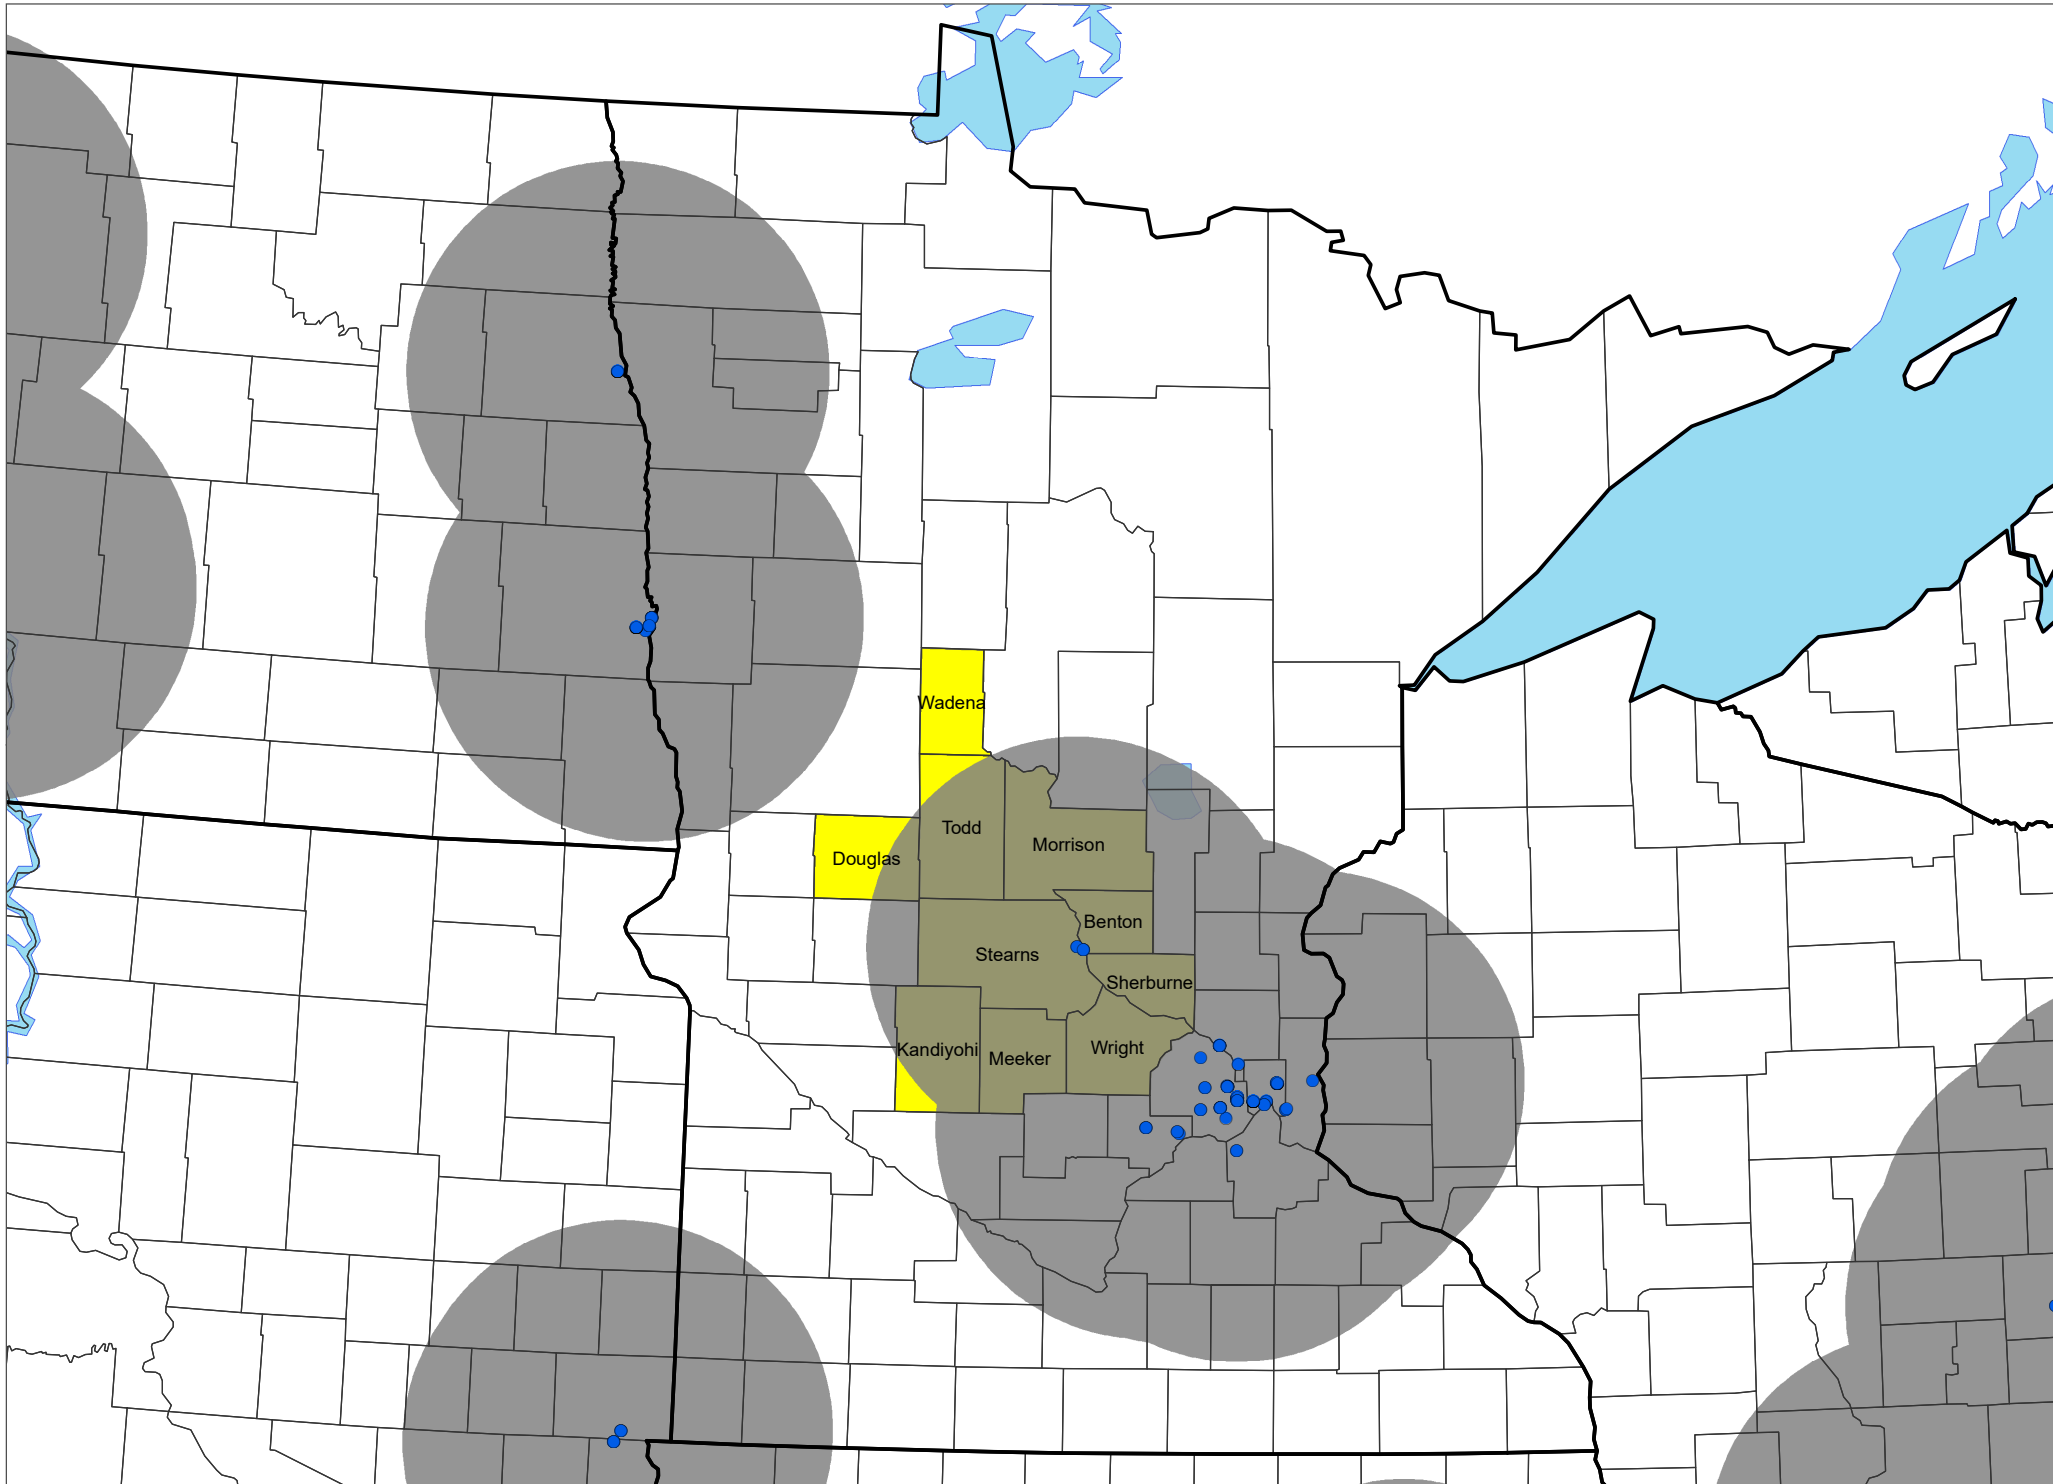 Wadena
Todd
Morrison
Douglas
Benton
Stearns
Sherburne
Kandiyohi
Meeker
Wright